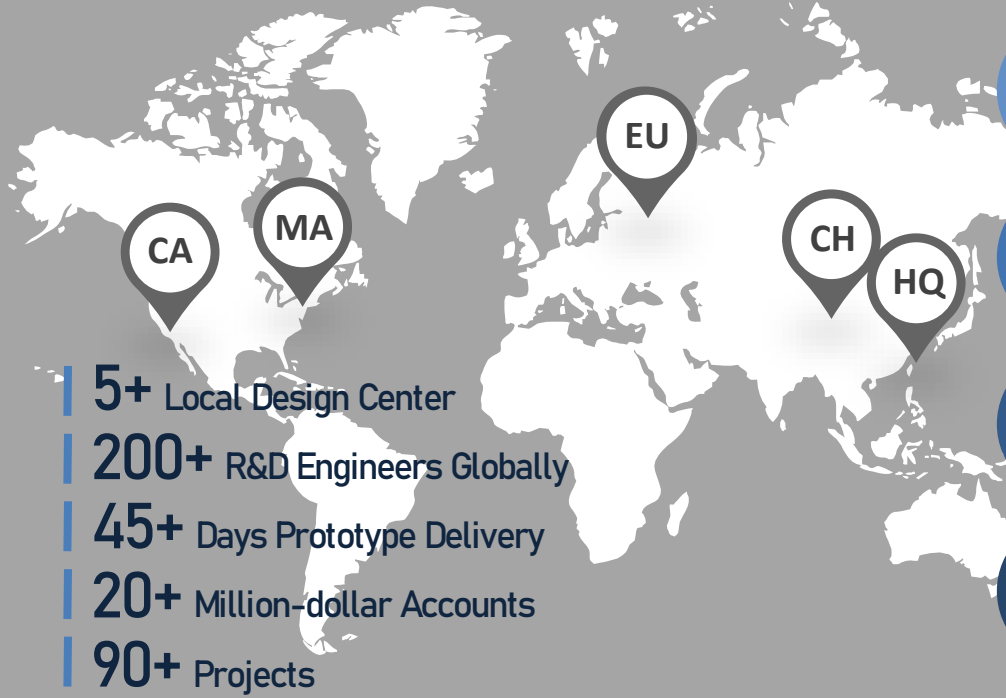 EU
MA
CH
CA
HQ
5+ Local Design Center
200+ R&D Engineers Globally
45+ Days Prototype Delivery
20+ Million-dollar Accounts
90+ Projects